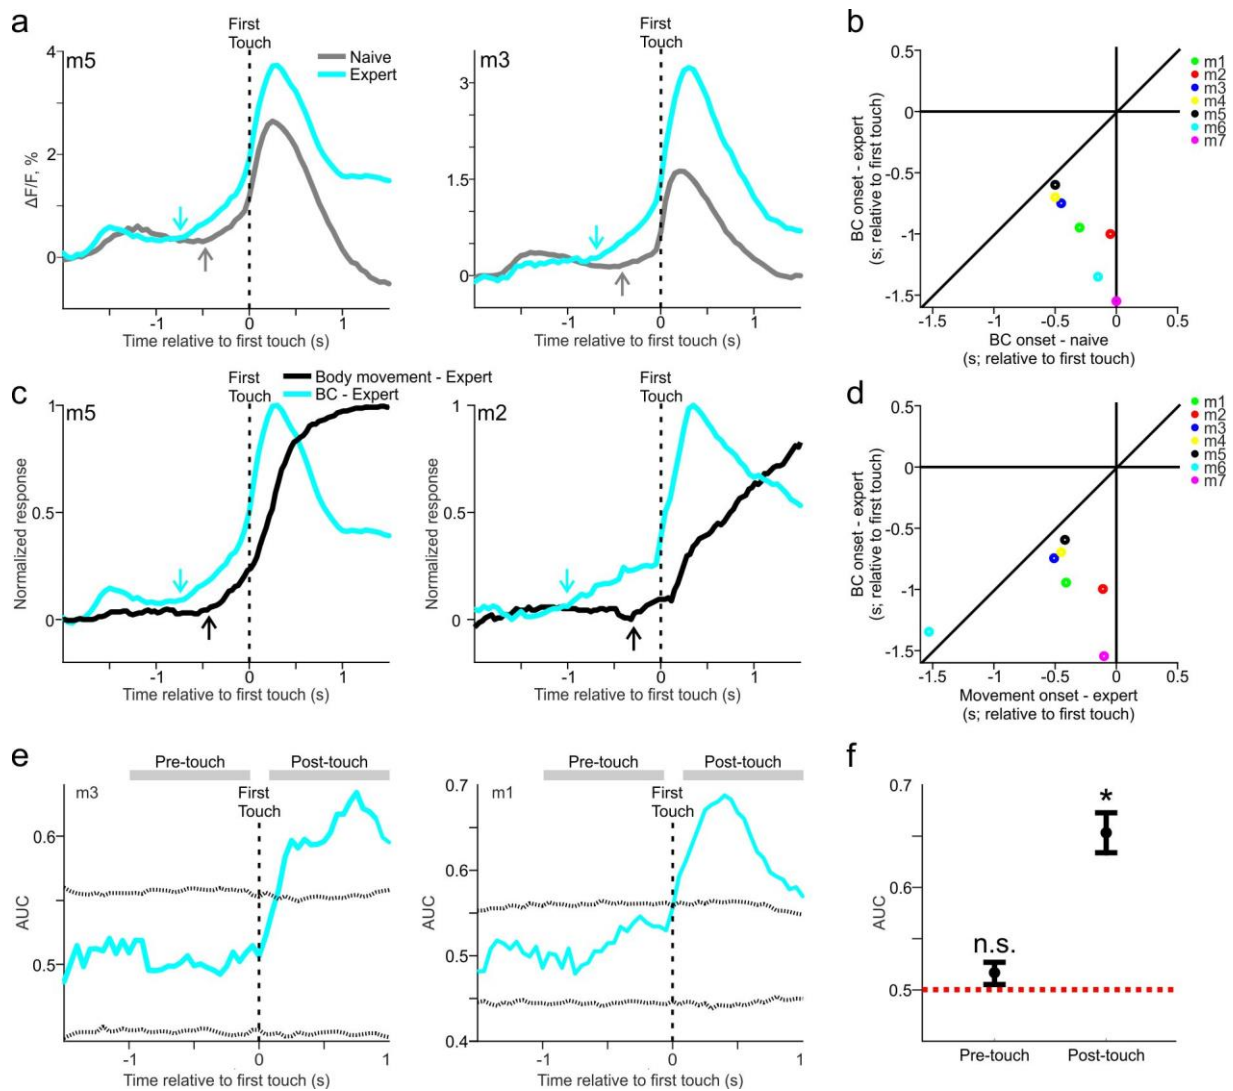 a
m5
First
Touch
Naive
Expert
4
2
0
ΔF/F, %
-1
0
1
Time relative to first touch (s)
m3
First
Touch
3
1.5
0
-1
0
1
Time relative to first touch (s)
b
0.5
0
-0.5
-1
-1.5
BC onset - expert
(s; relative to first touch)
-1.5
-1
-0.5
0
0.5
BC onset - naive
(s; relative to first touch)
m1
m2
m3
m4
m5
m6
m7
c
m5
First
Touch
Body movement - Expert
BC - Expert
1
0.5
0
Normalized response
-1
0
1
Time relative to first touch (s)
m2
First
Touch
1
0.5
0
Normalized response
-1
0
1
Time relative to first touch (s)
d
0.5
0
-0.5
-1
-1.5
BC onset - expert
(s; relative to first touch)
-1.5
-1
-0.5
0
0.5
Movement onset - expert
(s; relative to first touch)
m1
m2
m3
m4
m5
m6
m7
e
Pre-touch
Post-touch
m3
First
Touch
0.6
0.5
AUC
-1
0
1
Time relative to first touch (s)
Pre-touch
Post-touch
m1
First
Touch
0.7
0.6
0.5
0.4
AUC
-1
0
1
Time relative to first touch (s)
f
0.7
0.6
0.5
AUC
n.s.
*
Pre-touch
Post-touch